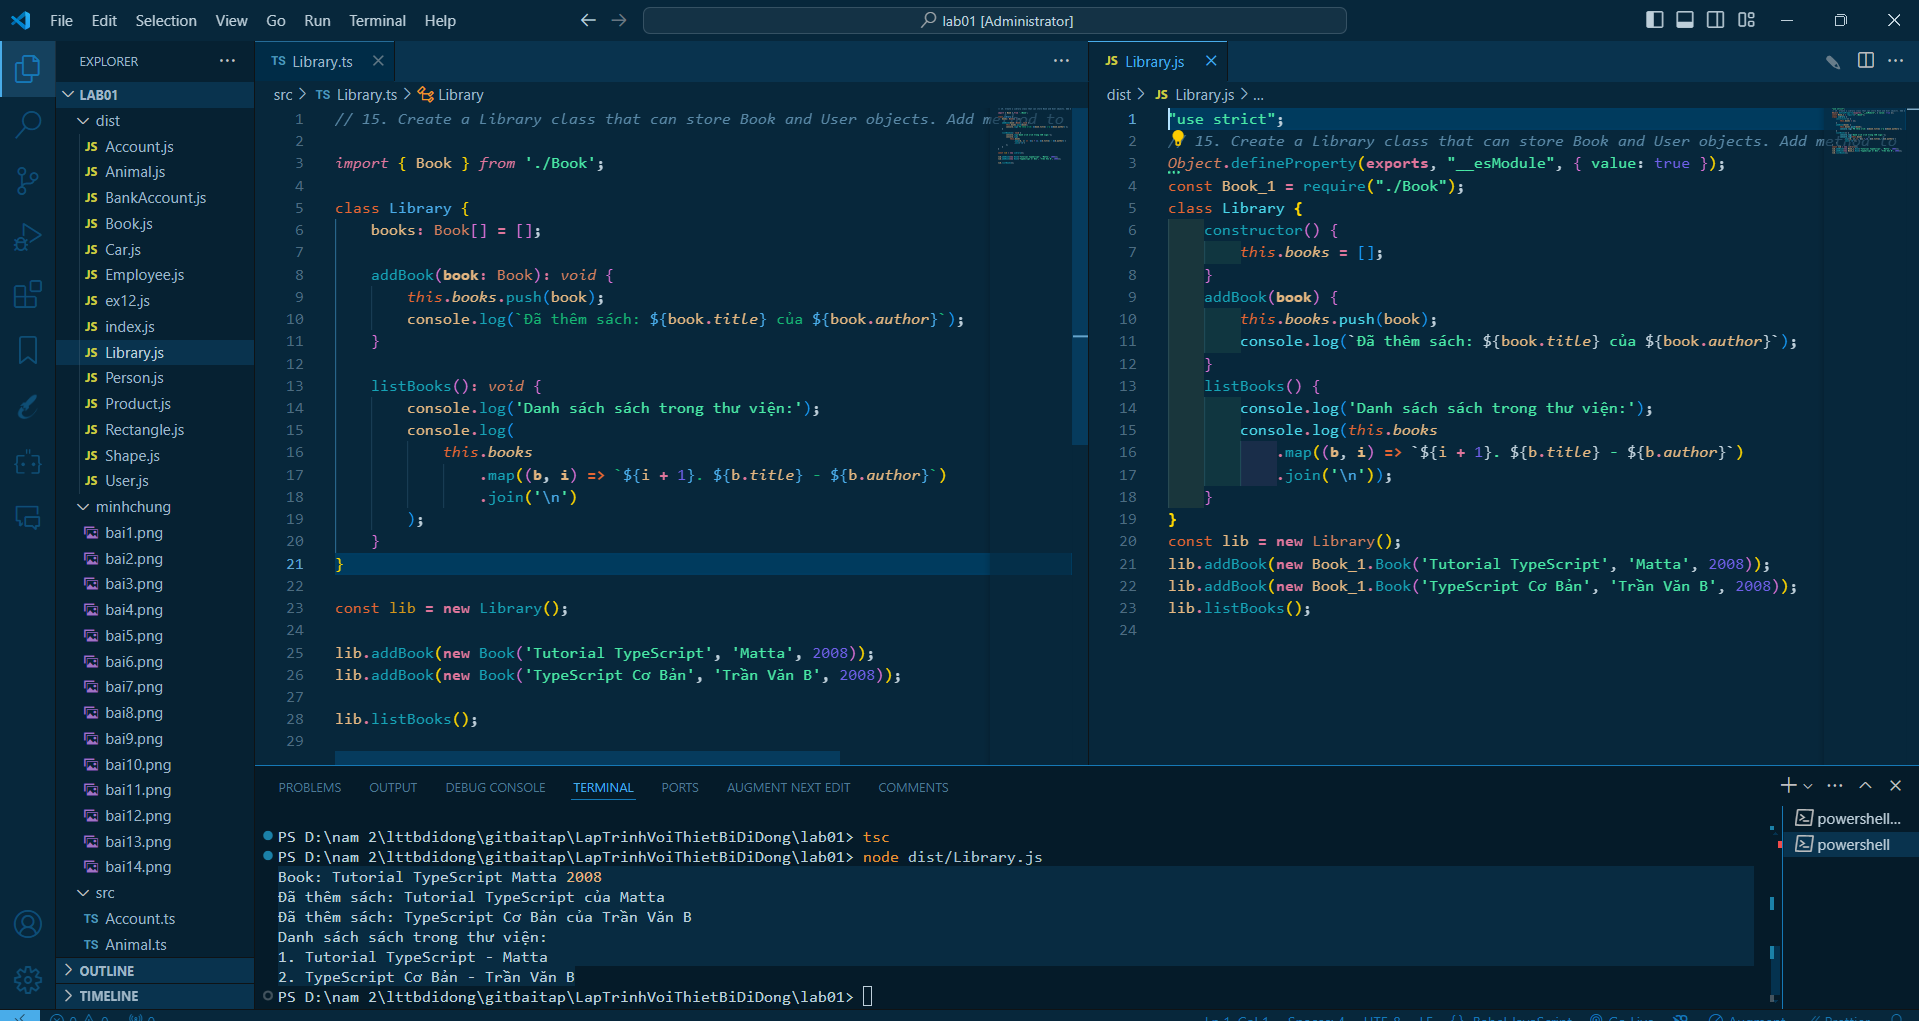 File Edit Selection View Go Run Terminal Help
lab01 [Administrator]
EXPLORER
LAB01
dist
JS Account.js
JS Animal.js
JS BankAccount.js
JS Book.js
JS Car.js
JS Employee.js
JS ex12.js
JS index.js
JS Library.js
JS Person.js
JS Product.js
JS Rectangle.js
JS Shape.js
JS User.js
minhchung
bai1.png
bai2.png
bai3.png
bai4.png
bai5.png
bai6.png
bai7.png
bai8.png
bai9.png
bai10.png
bai11.png
bai12.png
bai13.png
bai14.png
src
TS Account.ts
TS Animal.ts
OUTLINE
TIMELINE
TS Library.ts
src > TS Library.ts > Library
1 // 15. Create a Library class that can store Book and User objects. Add method to
2
3 import { Book } from './Book';
4
5 class Library {
6     books: Book[] = [];
7
8     addBook(book: Book): void {
9         this.books.push(book);
10         console.log(`Đã thêm sách: ${book.title} của ${book.author}`);
11     }
12
13     listBooks(): void {
14         console.log('Danh sách sách trong thư viện:');
15         console.log(
16             this.books
17                 .map((b, i) => `${i + 1}. ${b.title} - ${b.author}`)
18                 .join('\n')
19         );
20     }
21 }
22
23 const lib = new Library();
24
25 lib.addBook(new Book('Tutorial TypeScript', 'Matta', 2008));
26 lib.addBook(new Book('TypeScript Cơ Bản', 'Trần Văn B', 2008));
27
28 lib.listBooks();
29
JS Library.js
dist > JS Library.js > ...
1 "use strict";
2 // 15. Create a Library class that can store Book and User objects. Add method to
3 Object.defineProperty(exports, "__esModule", { value: true });
4 const Book_1 = require("./Book");
5 class Library {
6     constructor() {
7         this.books = [];
8     }
9     addBook(book) {
10         this.books.push(book);
11         console.log(`Đã thêm sách: ${book.title} của ${book.author}`);
12     }
13     listBooks() {
14         console.log('Danh sách sách trong thư viện:');
15         console.log(this.books
16             .map((b, i) => `${i + 1}. ${b.title} - ${b.author}`)
17             .join('\n'));
18     }
19 }
20 const lib = new Library();
21 lib.addBook(new Book_1.Book('Tutorial TypeScript', 'Matta', 2008));
22 lib.addBook(new Book_1.Book('TypeScript Cơ Bản', 'Trần Văn B', 2008));
23 lib.listBooks();
24
PROBLEMS OUTPUT DEBUG CONSOLE TERMINAL PORTS AUGMENT NEXT EDIT COMMENTS
PS D:\nam 2\lttbdidong\gitbaitap\LapTrinhVoiThietBiDiDong\lab01> tsc
PS D:\nam 2\lttbdidong\gitbaitap\LapTrinhVoiThietBiDiDong\lab01> node dist/Library.js
Book: Tutorial TypeScript Matta 2008
Đã thêm sách: Tutorial TypeScript của Matta
Đã thêm sách: TypeScript Cơ Bản của Trần Văn B
Danh sách sách trong thư viện:
1. Tutorial TypeScript - Matta
2. TypeScript Cơ Bản - Trần Văn B
PS D:\nam 2\lttbdidong\gitbaitap\LapTrinhVoiThietBiDiDong\lab01>
powershell...
powershell